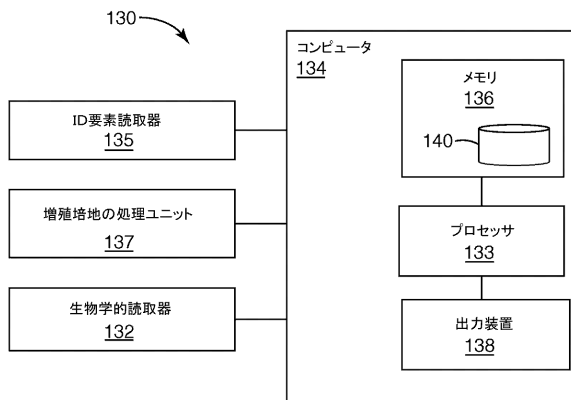 130
コンピュータ
134
メモリ
136
140
ID要素読取器
135
増殖培地の処理ユニット
137
プロセッサ
133
生物学的読取器
132
出力装置
138